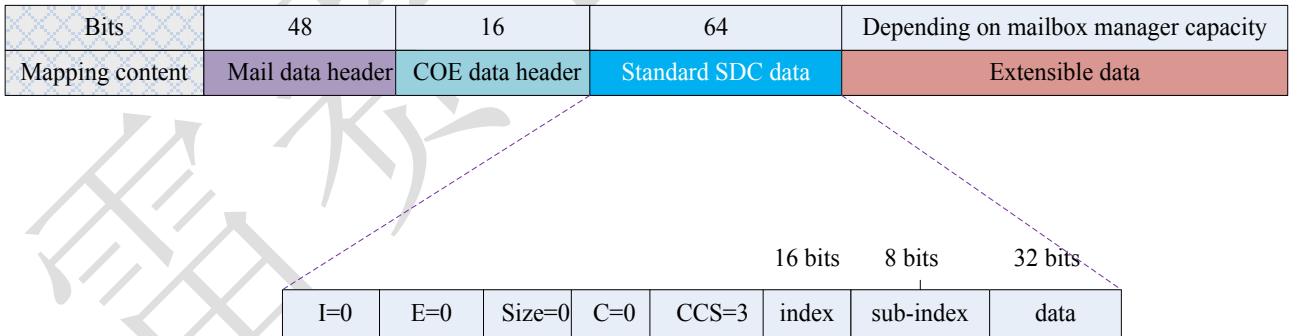 Bits 48 16 64 Depending on mailbox manager capacity
Mapping content Mail data header COE data header Standard SDC data Extensible data
16 bits 8 bits 32 bits
I=0 E=0 Size=0 C=0 CCS=3 index sub-index data